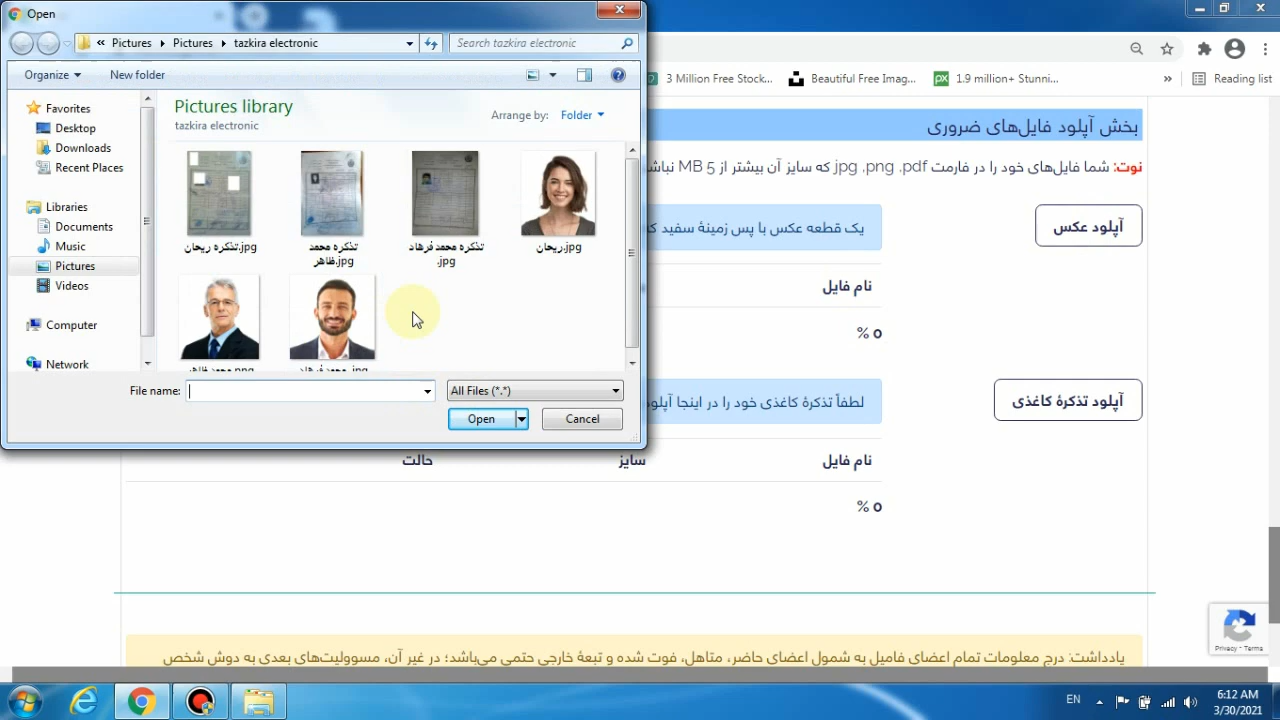 Open
« Pictures Pictures tazkira electronic
Search tazkira electronic
Organize
New folder
Favorites
Desktop
Downloads
Recent Places
Libraries
Documents
Music
Pictures
Videos
Computer
Network
Pictures library
tazkira electronic
Arrange by: Folder
تذکره ریحان.jpg
تذکره محمد ظاهر.jpg
تذکره محمد فرهاد.jpg
ریحان.jpg
محمد ظاهر.png
محمد فرهاد.jpg
File name:
All Files (*.*)
Open
Cancel
3 Million Free Stock...
Beautiful Free Imag...
1.9 million+ Stunni...
»
Reading list
بخش آپلود فایل‌های ضروری
نوت: شما فایل‌های خود را در فارمت jpg .png .pdf که سایز آن بیشتر از 5 MB
آپلود عکس
یک قطعه عکس با پس زمینهٔ سفید
نام فایل
% 0
آپلود تذکرهٔ کاغذی
لطفاً تذکرهٔ کاغذی خود را در اینجا
نام فایل سایز حالت
% 0
یادداشت: درج معلومات تمام اعضای فامیل به شمول اعضای حاضر، متاهل، فوت شده و تبعهٔ خارجی حتمی می‌باشد؛ در غیر آن، مسوولیت‌های بعدی به دوش شخص
Privacy - Terms
EN
6:12 AM
3/30/2021